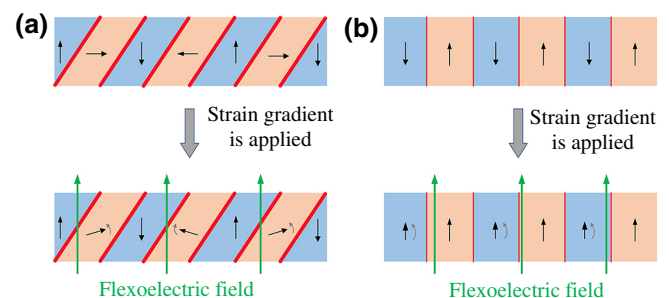 (a)
(b)
Strain gradient
is applied
Strain gradient
is applied
Flexoelectric field
Flexoelectric field